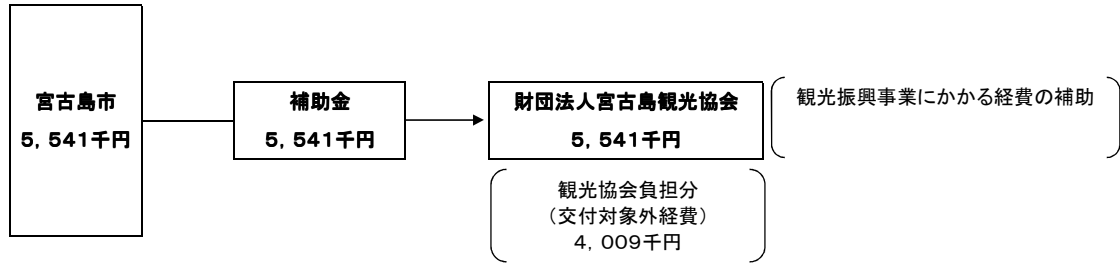 宮古島市
5,541千円
補助金
5,541千円
財団法人宮古島観光協会
5,541千円
観光振興事業にかかる経費の補助
観光協会負担分
（交付対象外経費）
4,009千円